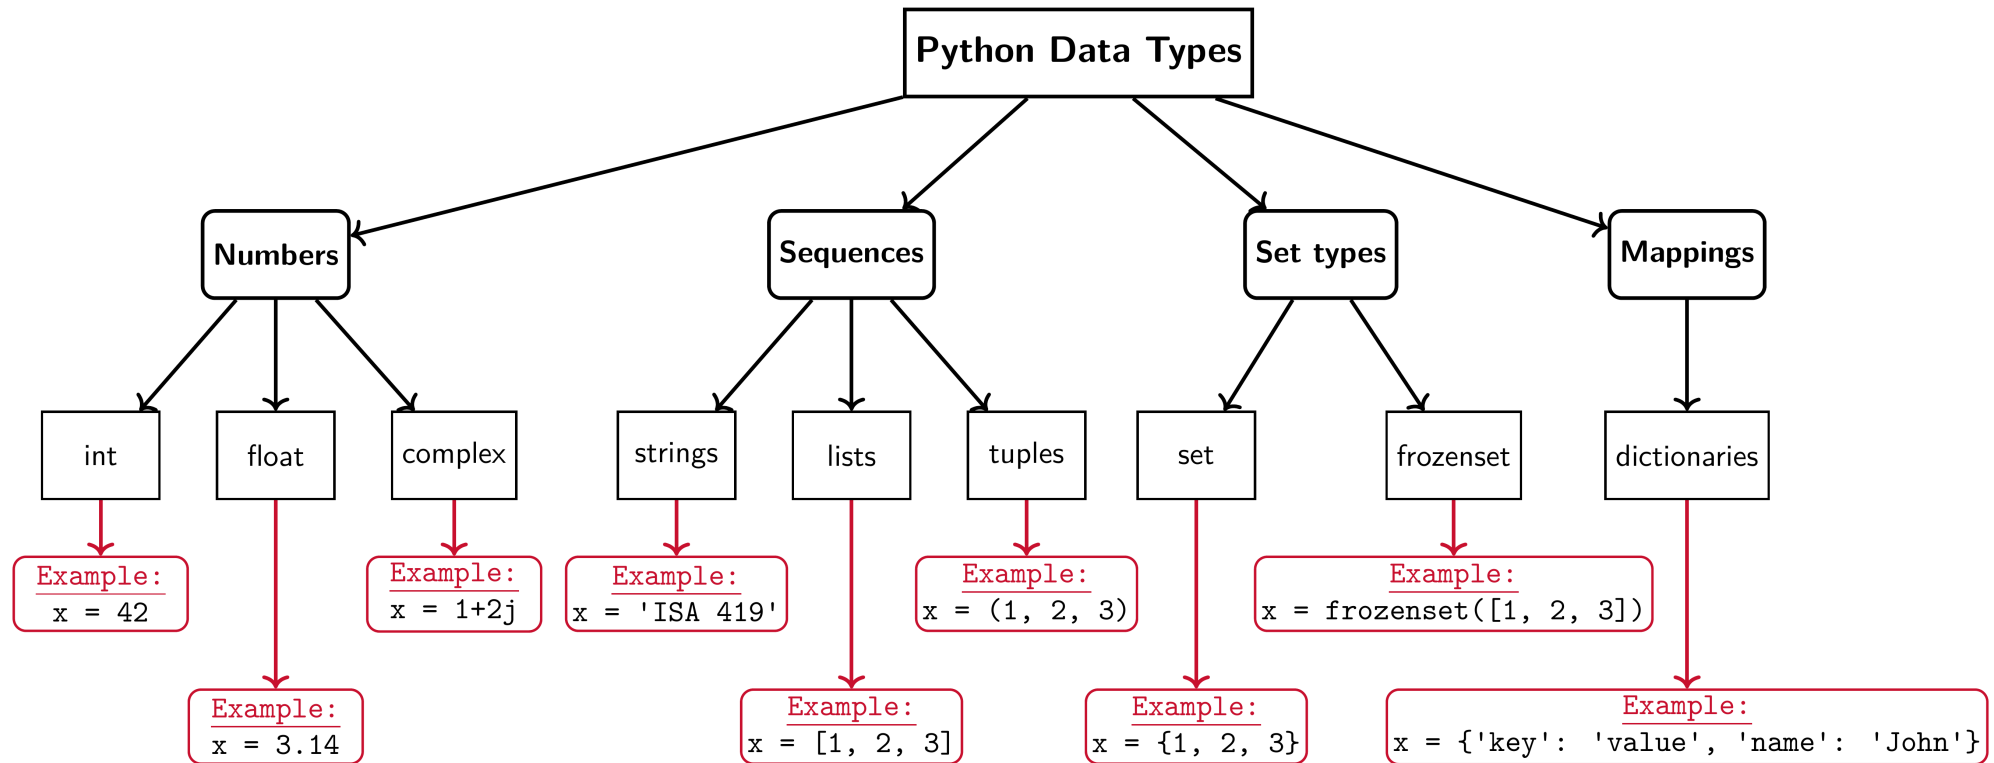 Python Data Types
Numbers
Sequences
Set types
Mappings
int
float
complex
strings
lists
tuples
set
frozenset
dictionaries
Example:
x = 42
Example:
x = 1+2j
Example:
x = 'ISA 419'
Example:
x = (1, 2, 3)
Example:
x = frozenset([1, 2, 3])
Example:
x = 3.14
Example:
x = [1, 2, 3]
Example:
x = {1, 2, 3}
Example:
x = {'key': 'value', 'name': 'John'}